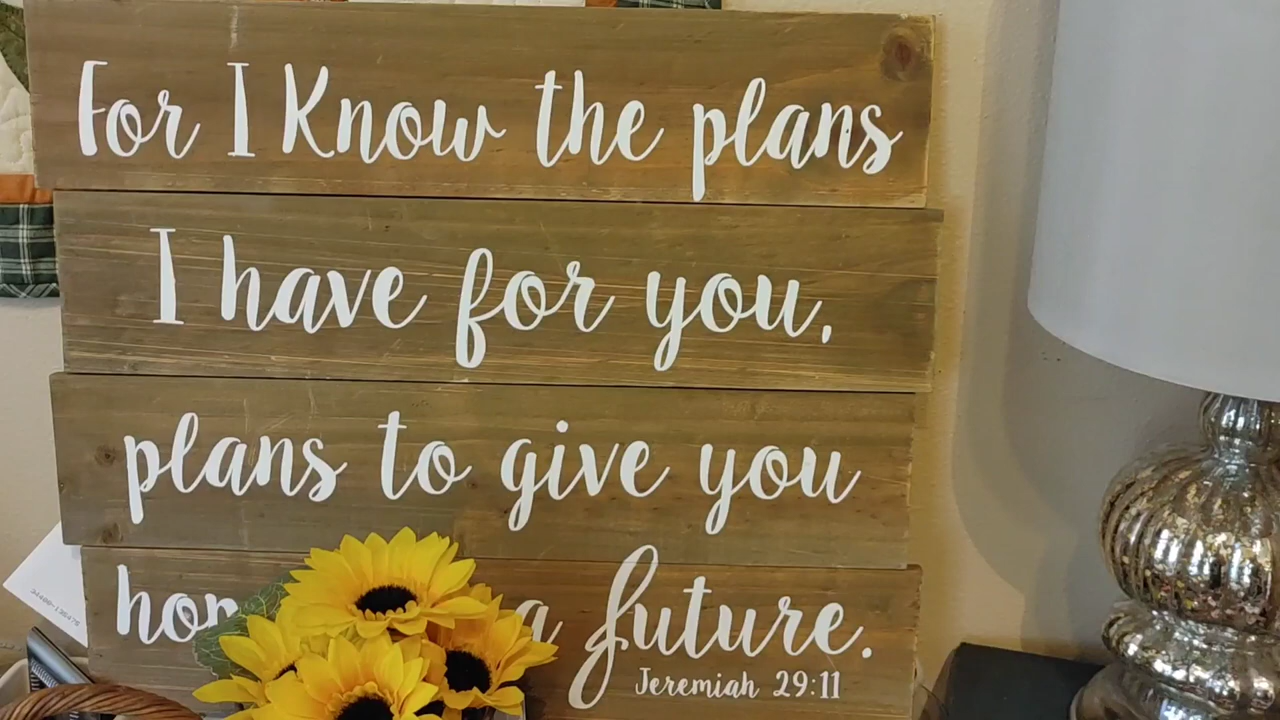 For I Know the plans
I have for you,
plans to give you
a future.
Jeremiah 29:11